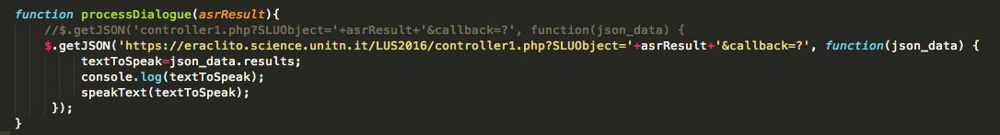 function processDialogue(asrResult){
//$.getJSON('controller1.php?SLUObject='+asrResult+'&callback=?', function(json_data) {
$.getJSON('https://eraclito.science.unitn.it/LUS2016/controller1.php?SLUObject='+asrResult+'&callback=?', function(json_data) {
textToSpeak=json_data.results;
console.log(textToSpeak);
speakText(textToSpeak);
});
}